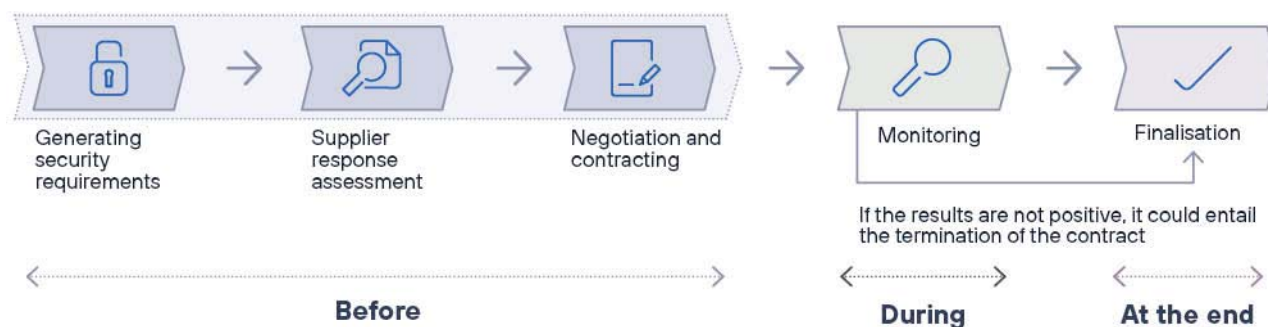 Generating
security
requirements
Supplier
response
assessment
Negotiation and
contracting
Monitoring
Finalisation
If the results are not positive, it could entail
the termination of the contract
Before
During
At the end